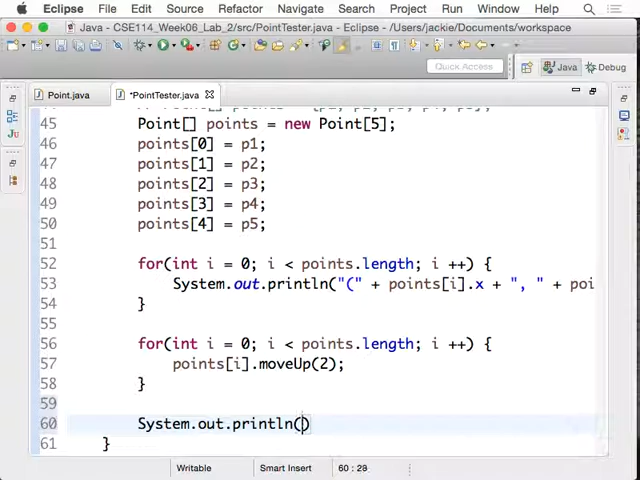 Eclipse File Edit Source Refactor Navigate Search Project Run Window Help
Java - CSE114_Week06_Lab_2/src/PointTester.java - Eclipse - /Users/jackie/Documents/workspace
Quick Access Java Debug
Point.java *PointTester.java
45 Point[] points = new Point[5];
46 points[0] = p1;
47 points[1] = p2;
48 points[2] = p3;
49 points[3] = p4;
50 points[4] = p5;
51
52 for(int i = 0; i < points.length; i ++) {
53 System.out.println("(" + points[i].x + ", " + poi
54 }
55
56 for(int i = 0; i < points.length; i ++) {
57 points[i].moveUp(2);
58 }
59
60 System.out.println()
61 }
Writable Smart Insert 60 : 28